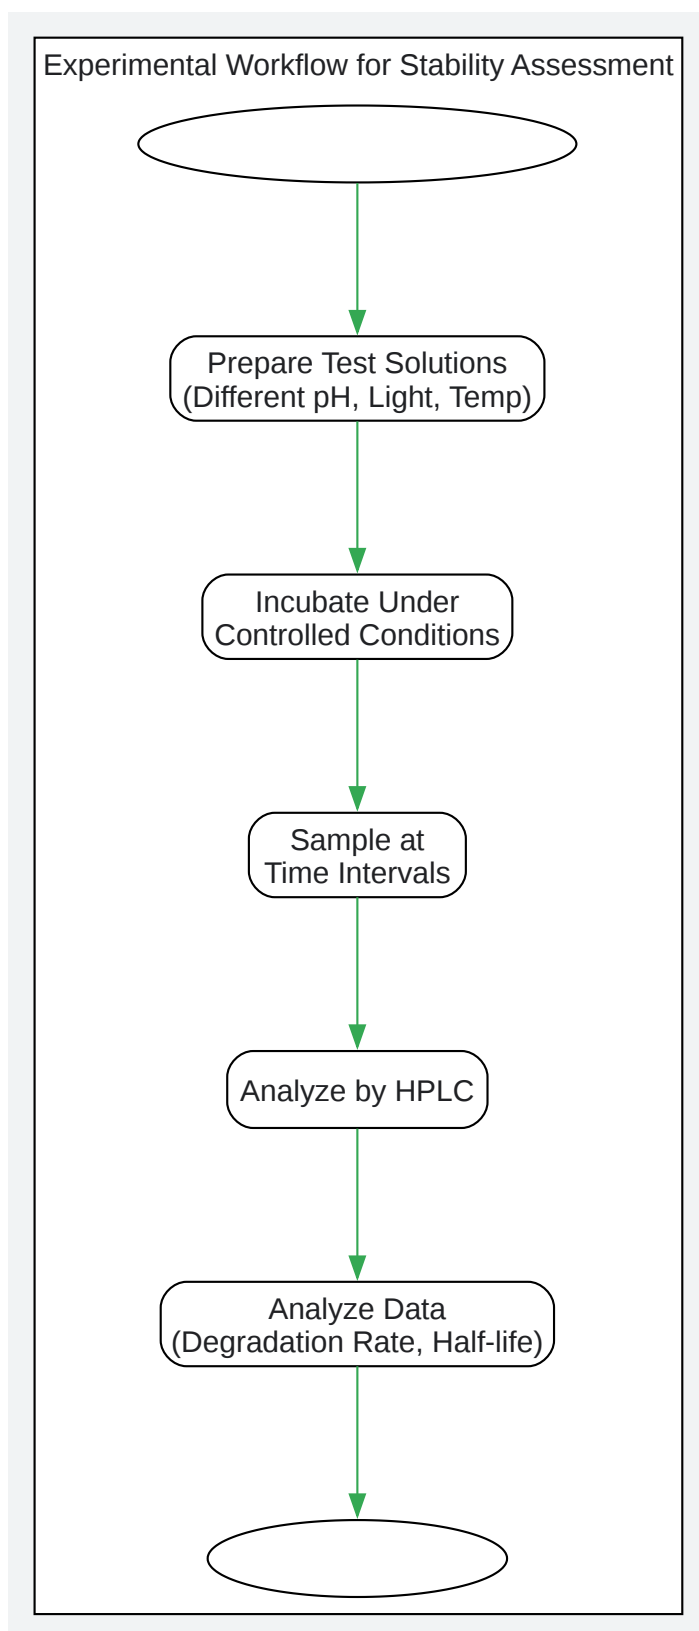 Experimental Workflow for Stability Assessment
Prepare Test Solutions
(Different pH, Light, Temp)
Incubate Under
Controlled Conditions
Sample at
Time Intervals
Analyze by HPLC
Analyze Data
(Degradation Rate, Half-life)